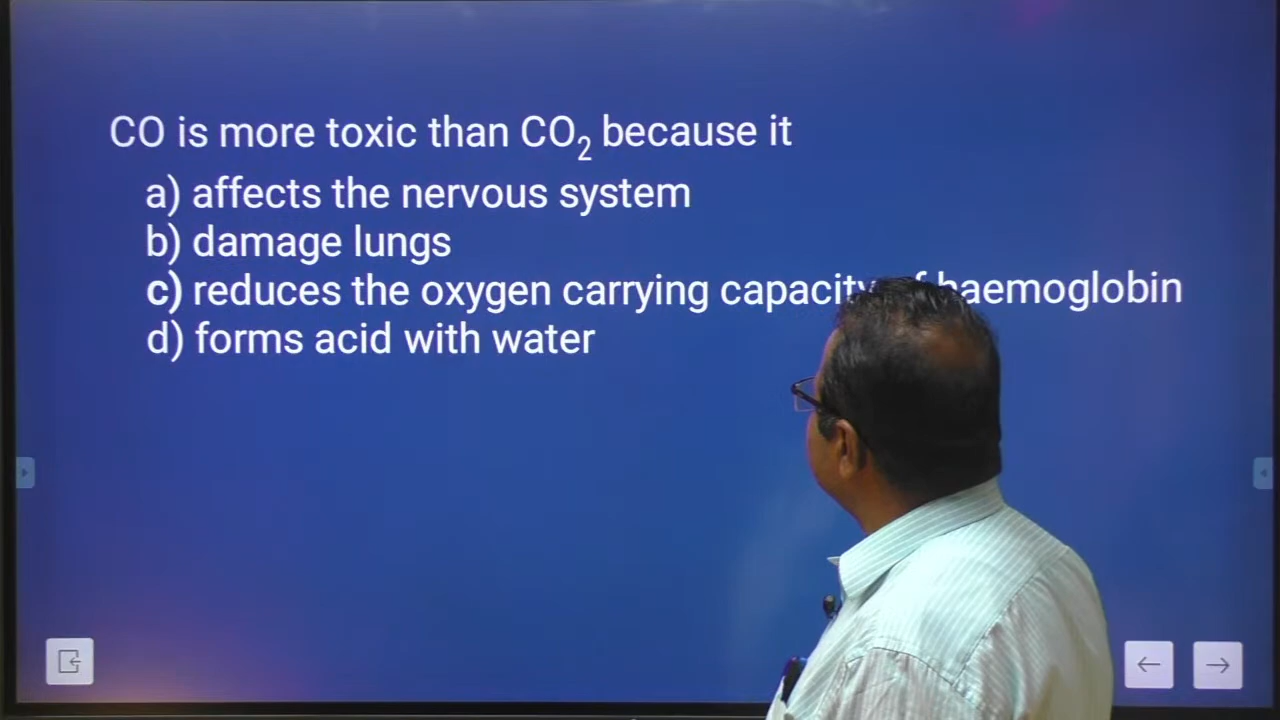 CO is more toxic than CO₂ because it
a) affects the nervous system
b) damage lungs
c) reduces the oxygen carrying capacity of haemoglobin
d) forms acid with water